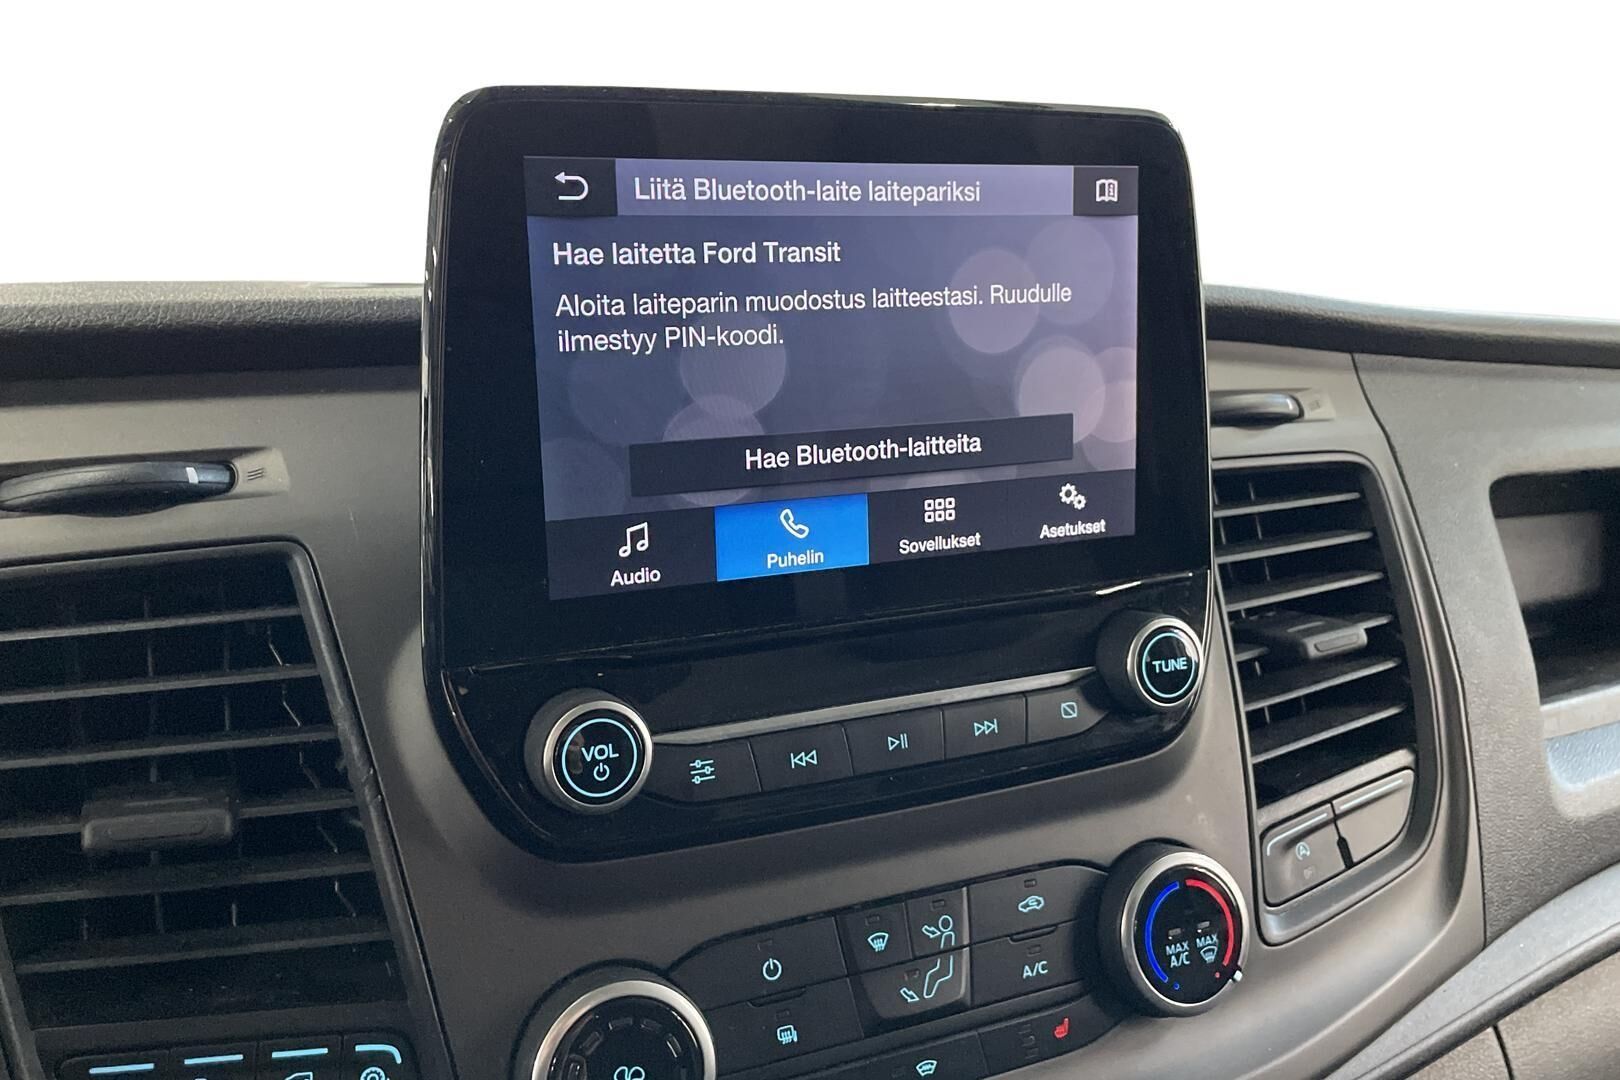 Liitä Bluetooth-laite laitepariksi
Hae laitetta Ford Transit
Aloita laiteparin muodostus laitteestasi. Ruudulle
ilmestyy PIN-koodi.
Hae Bluetooth-laitteita
Audio
Puhelin
Sovellukset
Asetukset
TUNE
VOL
MAX
A/C
MAX
A/C